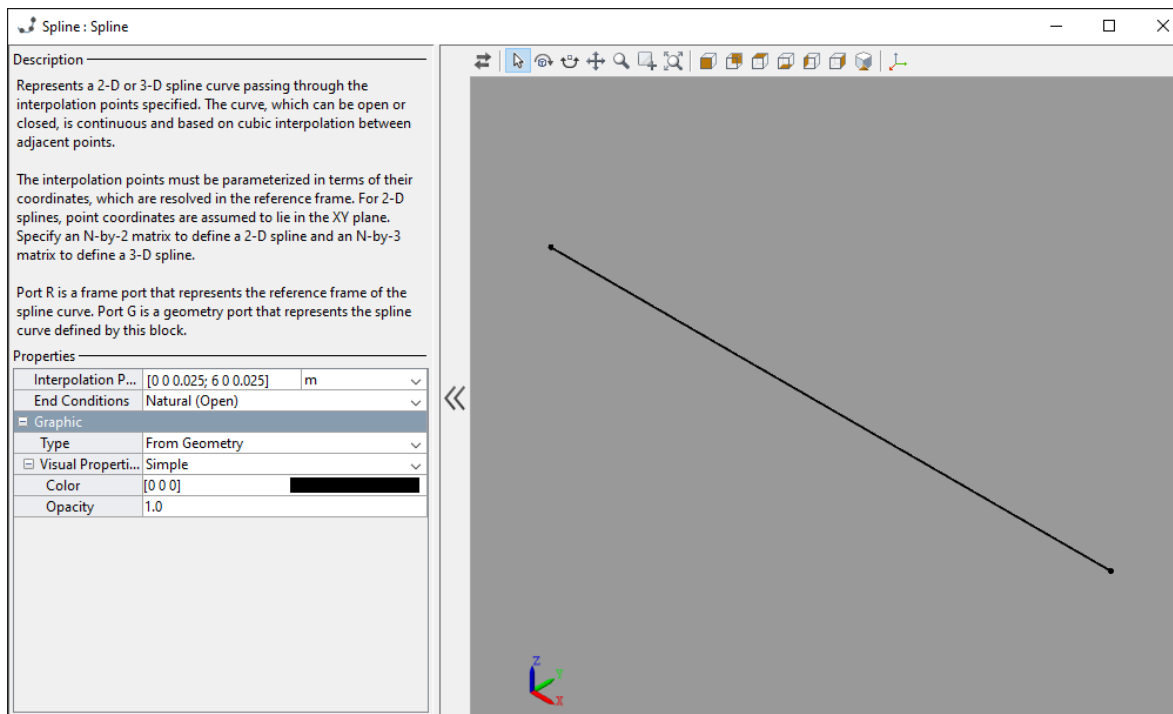 Spline : Spline
Description
Represents a 2-D or 3-D spline curve passing through the
interpolation points specified. The curve, which can be open or
closed, is continuous and based on cubic interpolation between
adjacent points.
The interpolation points must be parameterized in terms of their
coordinates, which are resolved in the reference frame. For 2-D
splines, point coordinates are assumed to lie in the XY plane.
Specify an N-by-2 matrix to define a 2-D spline and an N-by-3
matrix to define a 3-D spline.
Port R is a frame port that represents the reference frame of the
spline curve. Port G is a geometry port that represents the spline
curve defined by this block.
Properties
Interpolation P... [0 0 0.025; 6 0 0.025] m
End Conditions Natural (Open)
Graphic
Type From Geometry
Visual Properti... Simple
Color [0 0 0]
Opacity 1.0
Z
Y
X